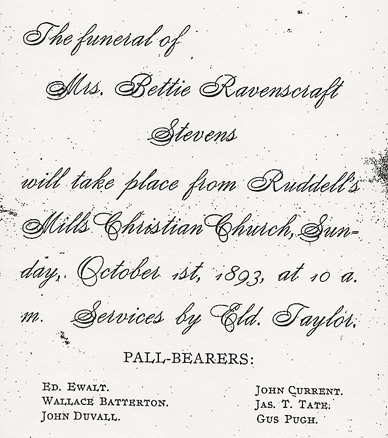 The funeral of
Mrs. Bettie Ravenscraft
Stevens
will take place from Ruddell's
Mills Christian Church, Sun-
day, October 1st, 1893, at 10 a.
m. Services by Eld. Taylor.
PALL-BEARERS:
ED. EWALT.
WALLACE BATTERTON.
JOHN DUVALL.
JOHN CURRENT.
JAS. T. TATE.
GUS PUGH.